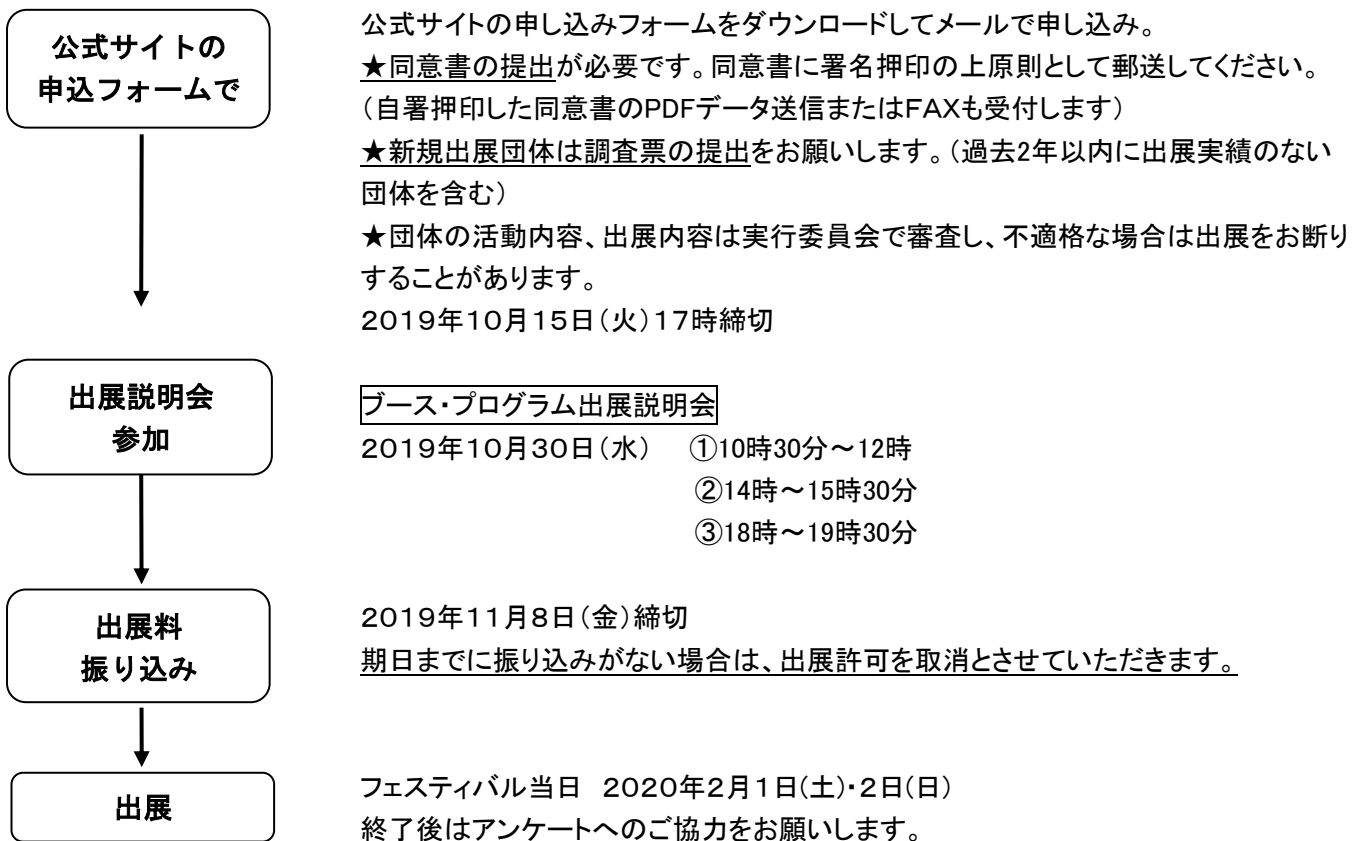 公式サイトの
申込フォームで
公式サイトの申し込みフォームをダウンロードしてメールで申し込み。
★同意書の提出が必要です。同意書に署名押印の上原則として郵送してください。
（自署押印した同意書のPDFデータ送信またはFAXも受付します）
★新規出展団体は調査票の提出をお願いします。（過去2年以内に出展実績のない
団体を含む）
★団体の活動内容、出展内容は実行委員会で審査し、不適格な場合は出展をお断り
することがあります。
２０１９年１０月１５日（火）１７時締切
出展説明会
参加
ブース・プログラム出展説明会
２０１９年１０月３０日（水） ①10時30分～12時
②14時～15時30分
③18時～19時30分
出展料
振り込み
２０１９年１１月８日（金）締切
期日までに振り込みがない場合は、出展許可を取消とさせていただきます。
出展
フェスティバル当日 ２０２０年２月１日(土)・２日(日)
終了後はアンケートへのご協力をお願いします。